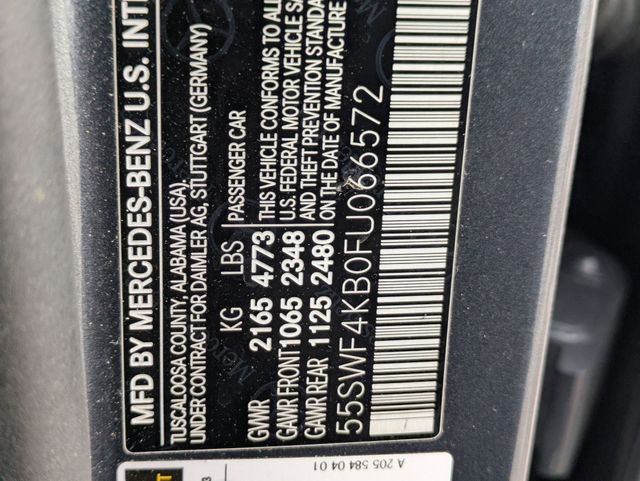 MFD BY MERCEDES-BENZ U.S. INT
TUSCALOOSA COUNTY, ALABAMA (USA),
UNDER CONTRACT FOR DAIMLER AG, STUTTGART (GERMANY)
KG LBS PASSENGER CAR
GVWR 2165 4773 THIS VEHICLE CONFORMS TO ALL
GAWR FRONT 1065 2348 U.S. FEDERAL MOTOR VEHICLE SA
GAWR REAR 1125 2480 AND THEFT PREVENTION STANDA
ON THE DATE OF MANUFACTURE
55SWF4KB0FU066572
A 205 584 04 01